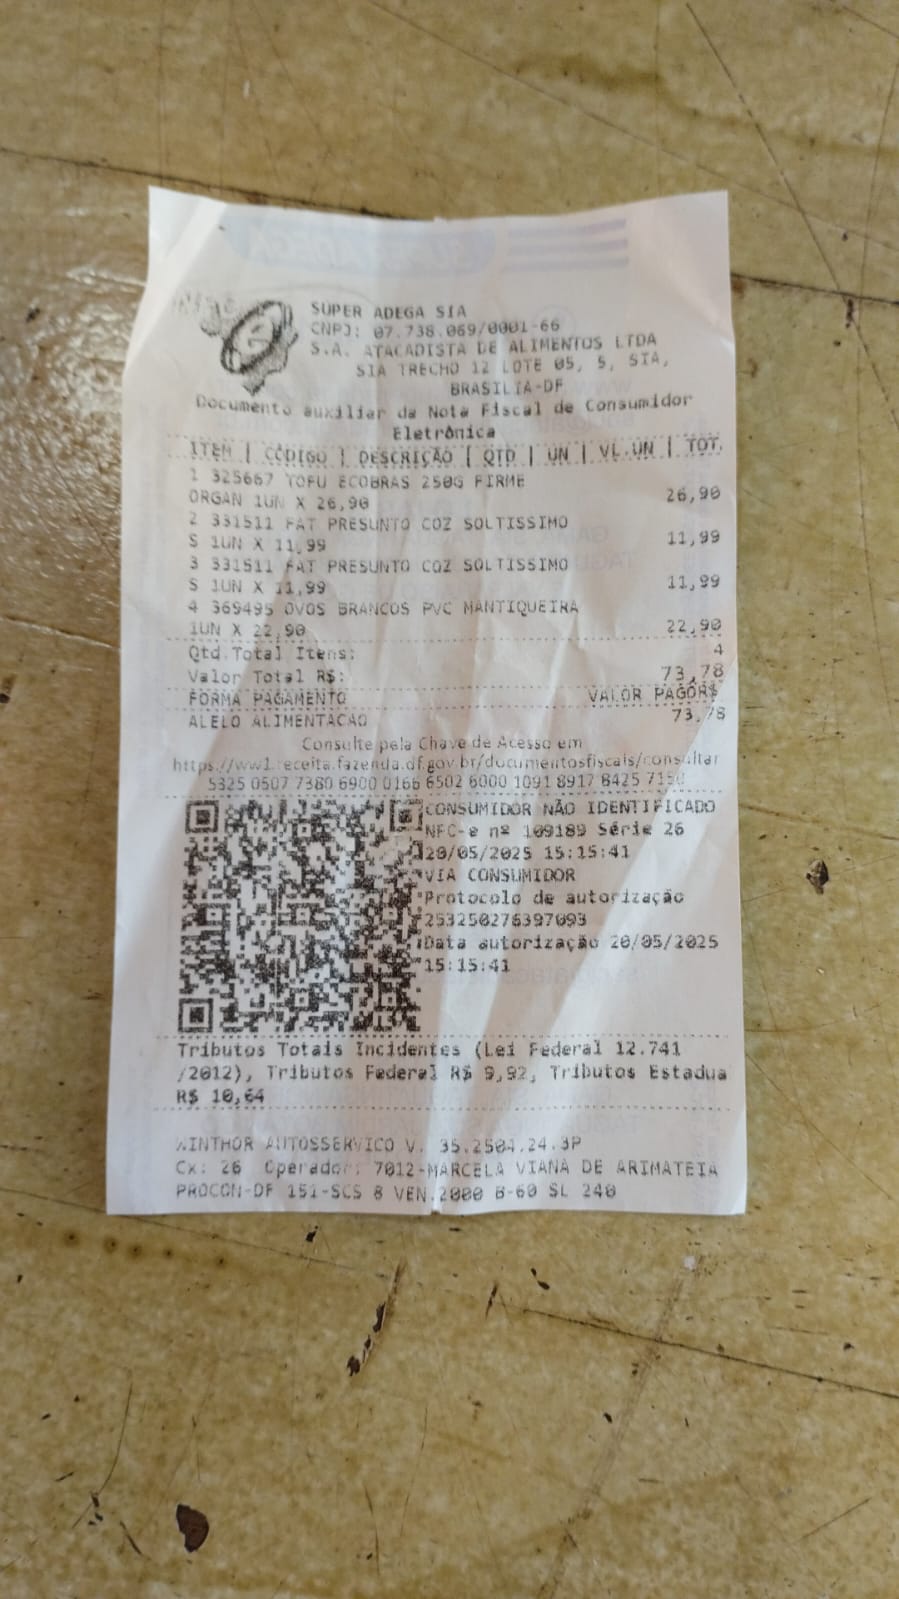 SUPER ADEGA SIA
CNPJ: 07.738.069/0001-66
S.A. ATACADISTA DE ALIMENTOS LTDA
SIA TRECHO 12 LOTE 05, 5, SIA,
BRASILIA-DF
Documento auxiliar da Nota Fiscal de Consumidor
Eletrônica
ITEM | CÓDIGO | DESCRIÇÃO | QTD | UN | VL.UN | TOT.
1 325667 TOFU ECOBRAS 250G FIRME
ORGAN 1UN X 26,90 26,90
2 331511 FAT PRESUNTO COZ SOLTISSIMO
S 1UN X 11,99 11,99
3 331511 FAT PRESUNTO COZ SOLTISSIMO
S 1UN X 11,99 11,99
4 369495 OVOS BRANCOS PVC MANTIQUEIRA
1UN X 22,90 22,90
Qtd.Total Itens: 4
Valor Total R$: 73,78
FORMA PAGAMENTO VALOR PAGOR$
ALELO ALIMENTACAO 73,78
Consulte pela Chave de Acesso em
https://ww1.receita.fazenda.df.gov.br/documentosfiscais/consultar
5325 0507 7380 6900 0166 6502 6000 1091 8917 8425
CONSUMIDOR NÃO IDENTIFICADO
NFC-e nº 109189 Série 26
20/05/2025 15:15:41
VIA CONSUMIDOR
Protocolo de autorização
253250276397093
Data autorização 20/05/2025
15:15:41
Tributos Totais Incidentes (Lei Federal 12.741
/2012), Tributos Federal R$ 9,92, Tributos Estadua
R$ 10,64
WINTHOR AUTOSSERVICO V. 35.2504.24.3P
Cx: 26 Operador: 7012-MARCELA VIANA DE ARIMATEIA
PROCON-DF 151-SCS 8 VEN.2000 B-60 SL 240